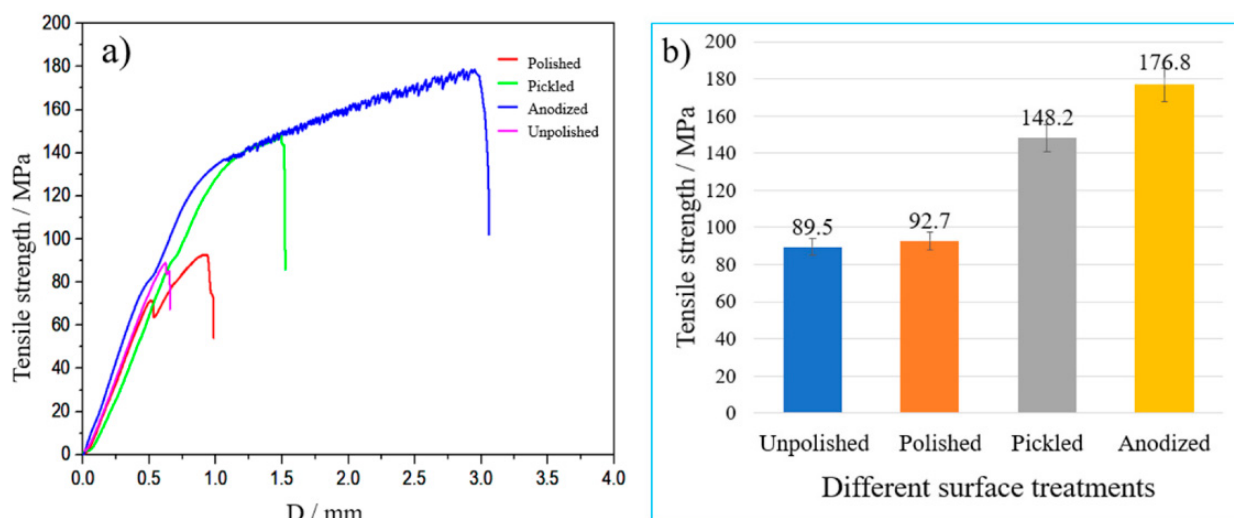 a)
Polished
Pickled
Anodized
Unpolished
Tensile strength / MPa
200
180
160
140
120
100
80
60
40
20
0
0.0 0.5 1.0 1.5 2.0 2.5 3.0 3.5 4.0
D / mm
b)
Tensile strength / MPa
200
180
160
140
120
100
80
60
40
20
0
89.5
92.7
148.2
176.8
Unpolished Polished Pickled Anodized
Different surface treatments